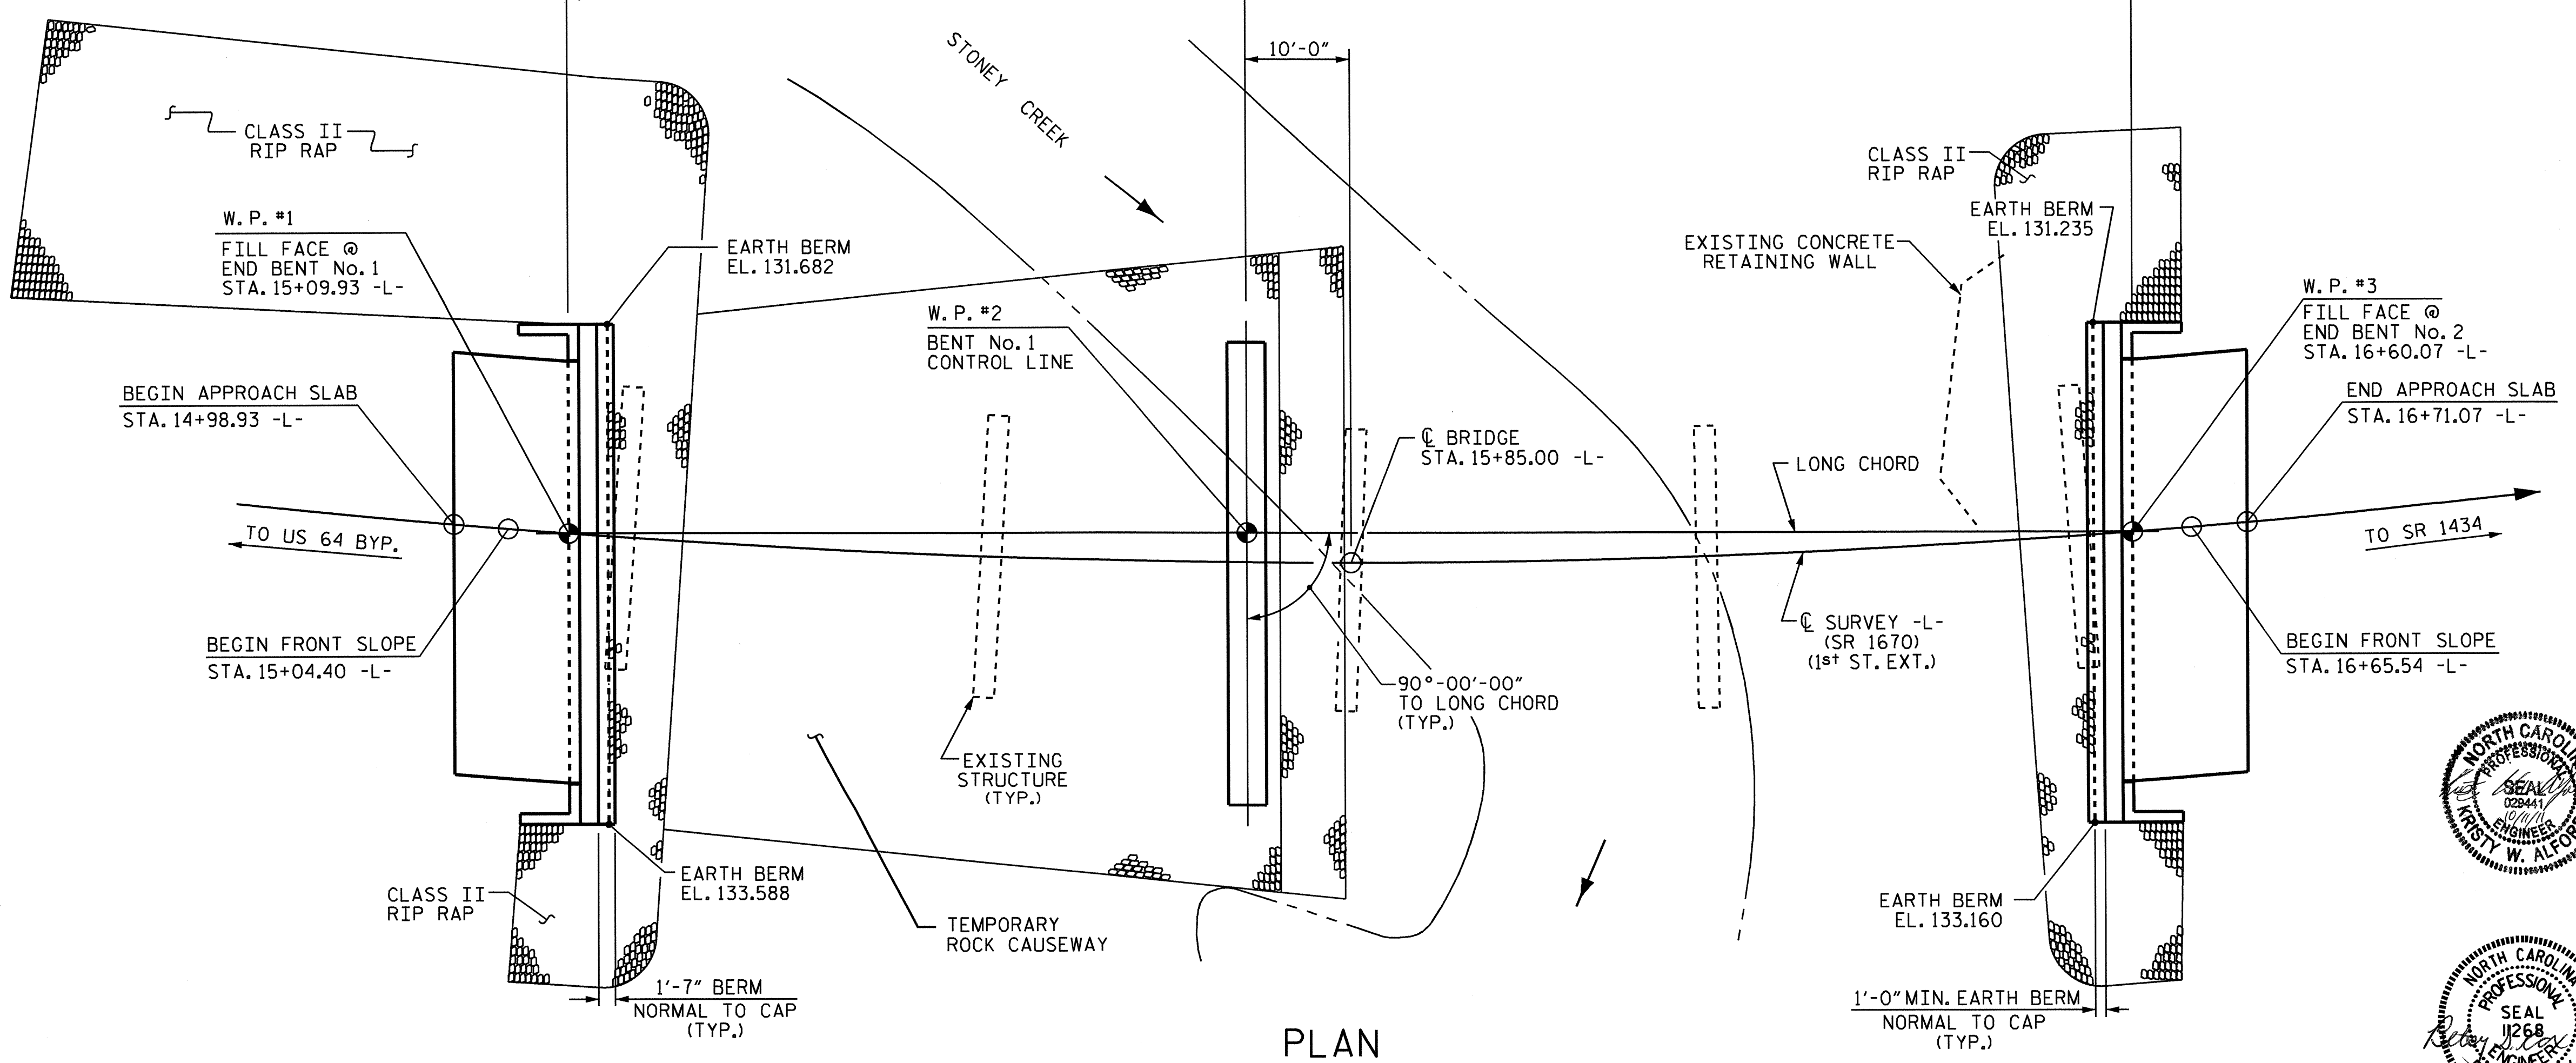 10'-0"
STONEY CREEK
CLASS II
RIP RAP
W. P. #1
FILL FACE @
END BENT No. 1
STA. 15+09.93 -L-
EARTH BERM
EL. 131.682
W. P. #2
BENT No. 1
CONTROL LINE
CLASS II
RIP RAP
EARTH BERM
EL. 131.235
EXISTING CONCRETE
RETAINING WALL
W. P. #3
FILL FACE @
END BENT No. 2
STA. 16+60.07 -L-
BEGIN APPROACH SLAB
STA. 14+98.93 -L-
END APPROACH SLAB
STA. 16+71.07 -L-
℄ BRIDGE
STA. 15+85.00 -L-
LONG CHORD
TO US 64 BYP.
TO SR 1434
BEGIN FRONT SLOPE
STA. 15+04.40 -L-
℄ SURVEY -L-
(SR 1670)
(1st ST. EXT.)
BEGIN FRONT SLOPE
STA. 16+65.54 -L-
90°-00'-00"
TO LONG CHORD
(TYP.)
EXISTING
STRUCTURE
(TYP.)
CLASS II
RIP RAP
EARTH BERM
EL. 133.588
TEMPORARY
ROCK CAUSEWAY
EARTH BERM
EL. 133.160
1'-7" BERM
NORMAL TO CAP
(TYP.)
1'-0" MIN. EARTH BERM
NORMAL TO CAP
(TYP.)
PLAN
NORTH CAROLIN
PROFESSIONAL
SEAL
029441
10/11/11
ENGINEER
KRISTY W. ALFOR
NORTH CAROLINA
PROFESSIONAL
SEAL
11268
ENGINEER